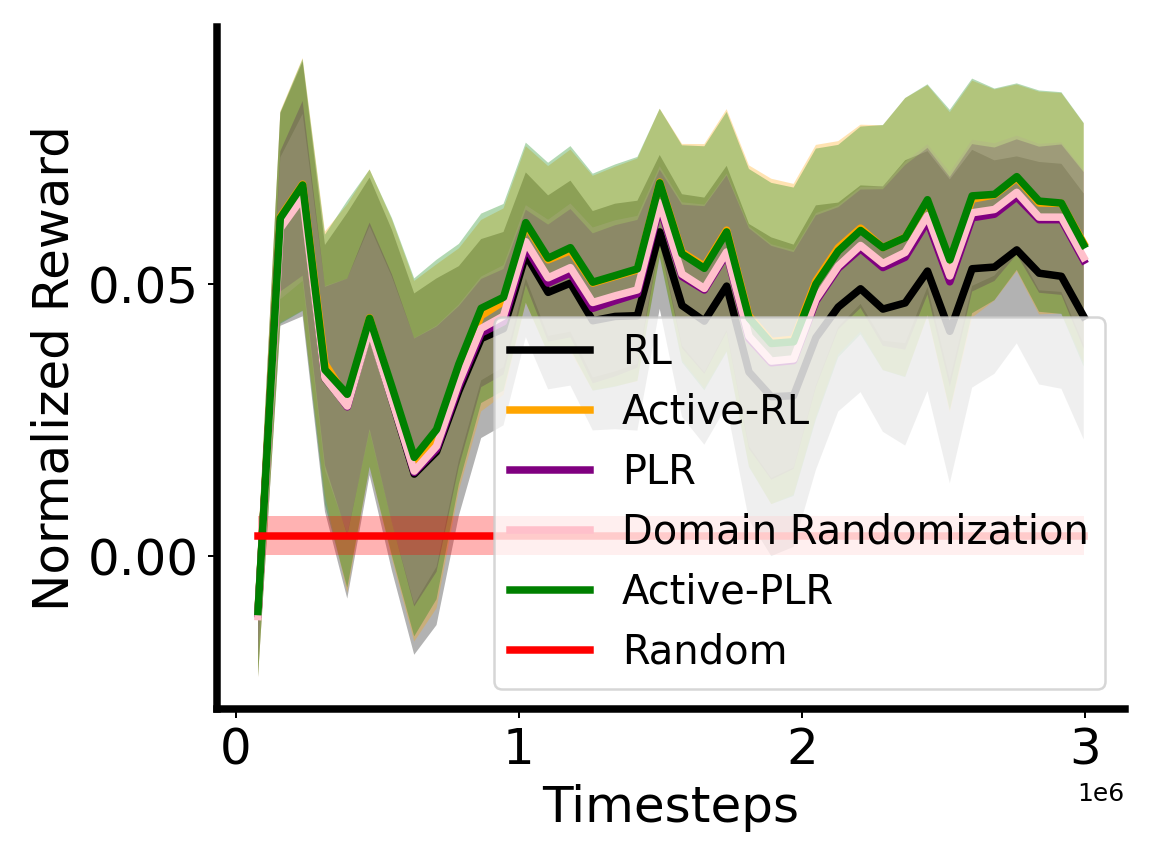 Normalized Reward
0.05
0.00
RL
Active-RL
PLR
Domain Randomization
Active-PLR
Random
0
1
2
3
1e6
Timesteps